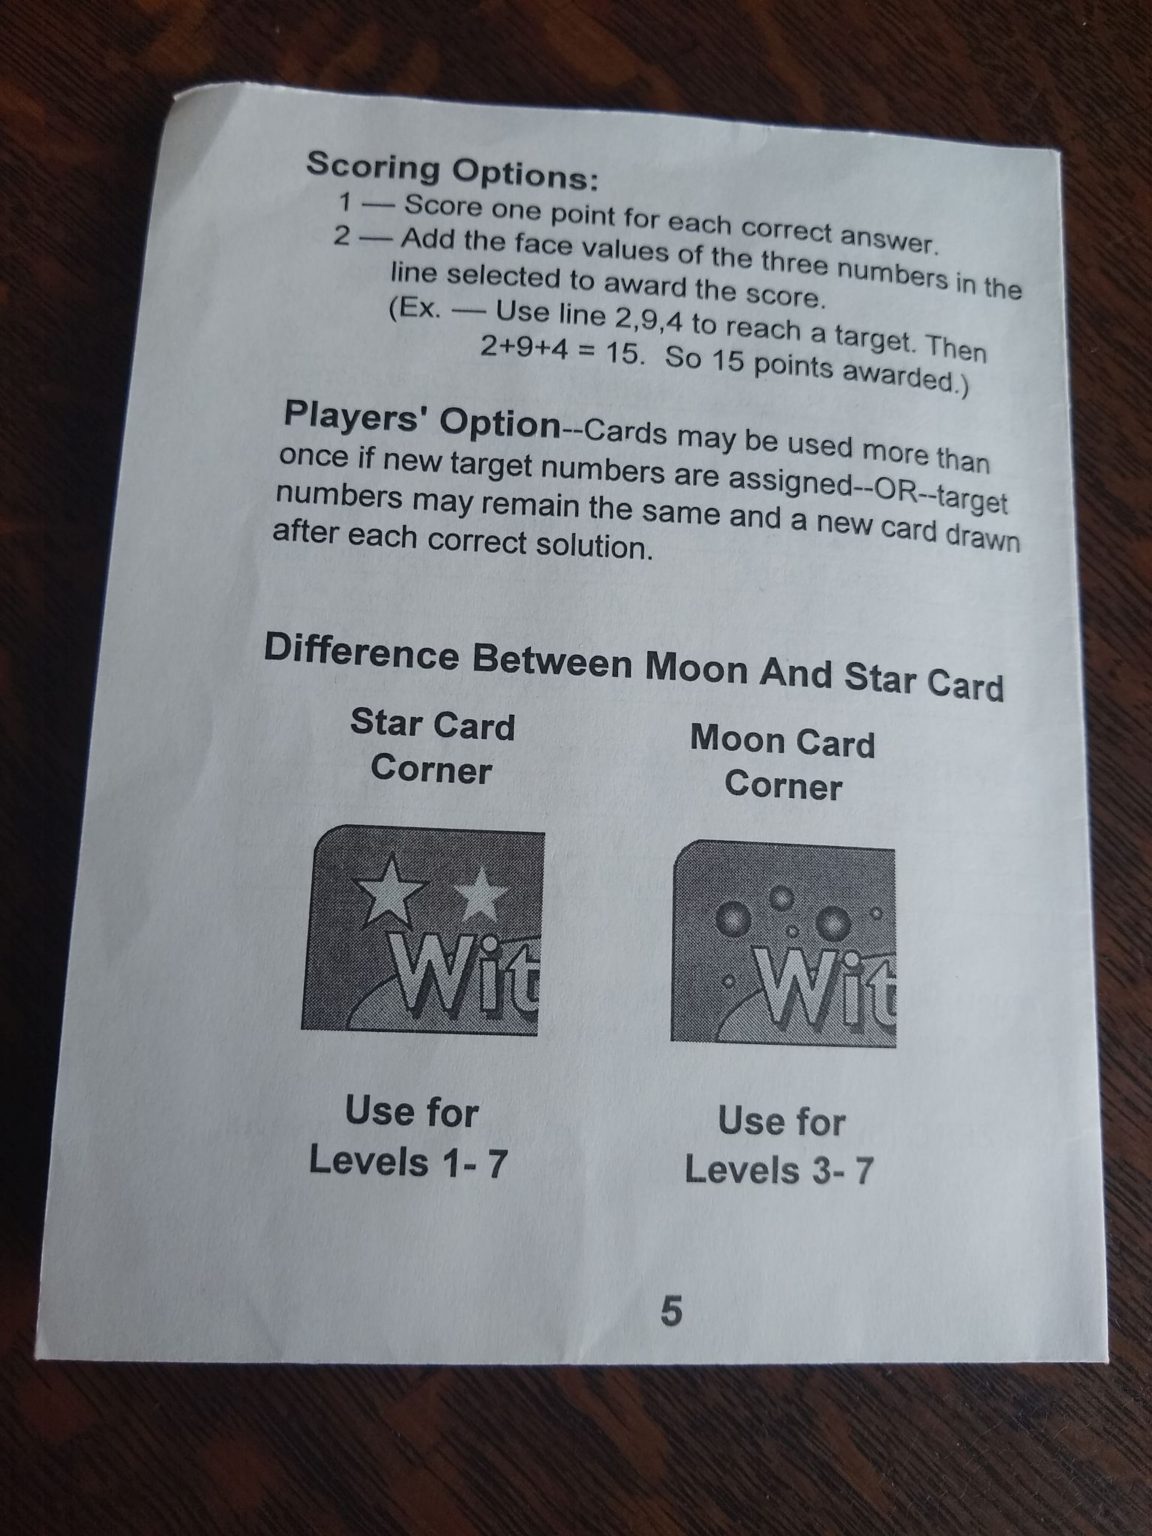 Scoring Options:
1 — Score one point for each correct answer.
2 — Add the face values of the three numbers in the
line selected to award the score.
(Ex. — Use line 2,9,4 to reach a target. Then
2+9+4 = 15. So 15 points awarded.)
Players' Option--Cards may be used more than
once if new target numbers are assigned--OR--target
numbers may remain the same and a new card drawn
after each correct solution.
Difference Between Moon And Star Card
Star Card
Corner
Wit
Use for
Levels 1- 7
Moon Card
Corner
Wit
Use for
Levels 3- 7
5